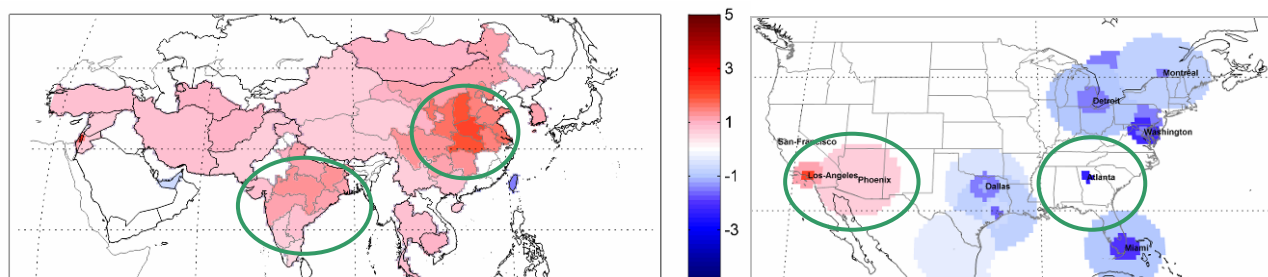 5
3
1
-1
-3
Montreal
Detroit
Washington
San-Francisco
Los-Angeles
Phoenix
Dallas
Atlanta
Miami